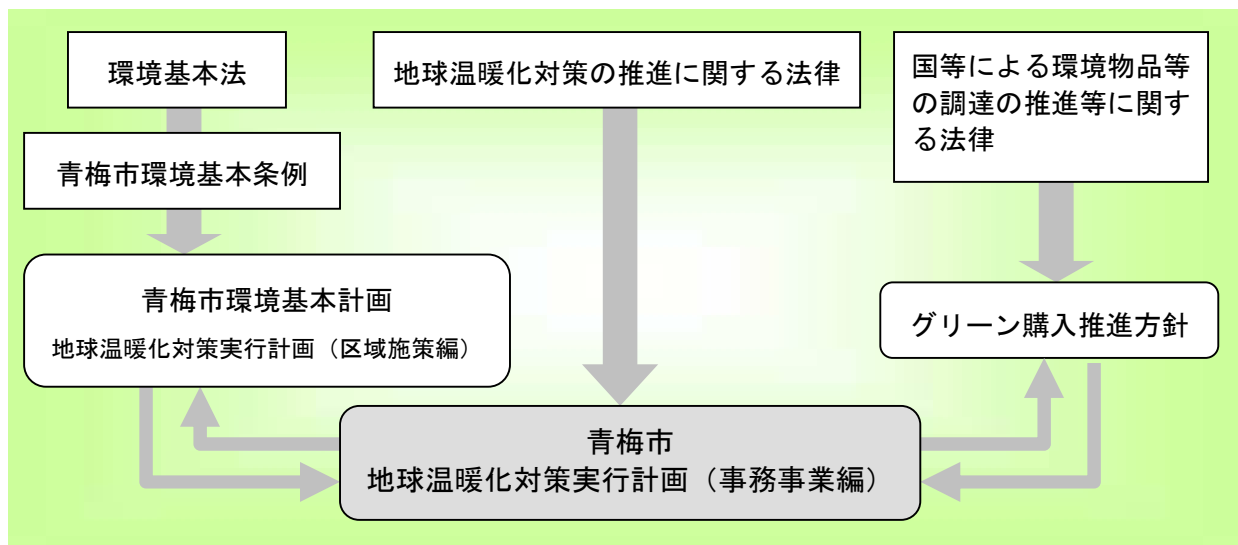 環境基本法
地球温暖化対策の推進に関する法律
国等による環境物品等
の調達の推進等に関す
る法律
青梅市環境基本条例
青梅市環境基本計画
地球温暖化対策実行計画（区域施策編）
グリーン購入推進方針
青梅市
地球温暖化対策実行計画（事務事業編）